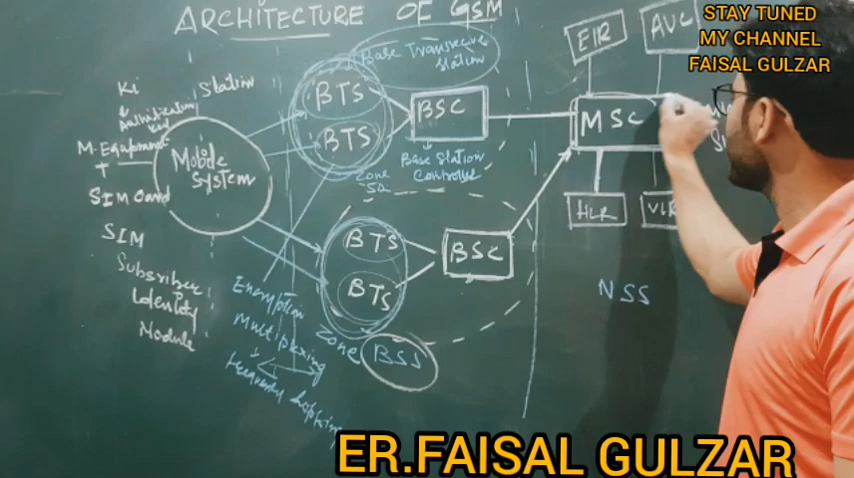 ARCHITECTURE OF GSM
STAY TUNED
MY CHANNEL
FAISAL GULZAR
EIR
AUC
Base Transceiver
Station
Ki
Station
M. Equipment
+
SIM Card
SIM
Subscriber
Identity
Module
Mobile
System
BTS
BTS
BSC
Base Station
Controller
Zone
MSC
HLR
VLR
NSS
BTS
BTS
BSC
Zone
BSS
Encryption
Multiplexing
Frequency hopping
ER.FAISAL GULZAR